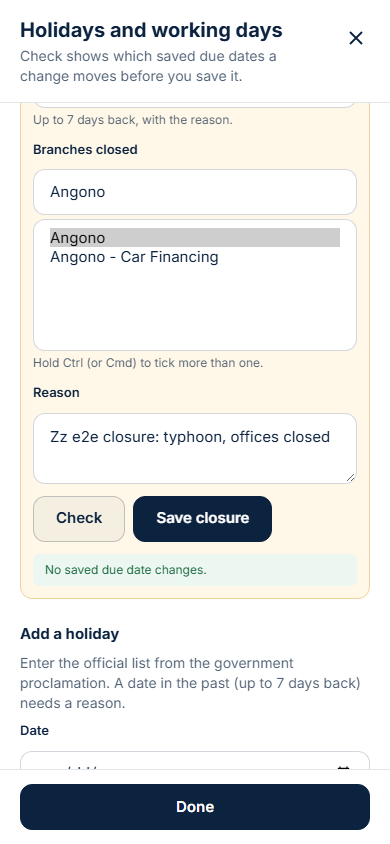 Holidays and working days
Check shows which saved due dates a
change moves before you save it.
Up to 7 days back, with the reason.
Branches closed
Angono
Angono
Angono - Car Financing
Hold Ctrl (or Cmd) to tick more than one.
Reason
Zz e2e closure: typhoon, offices closed
Check
Save closure
No saved due date changes.
Add a holiday
Enter the official list from the government
proclamation. A date in the past (up to 7 days back)
needs a reason.
Date
Done